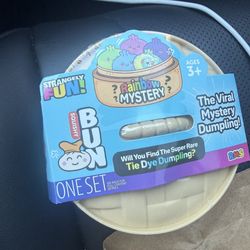 STRANGELY
FUN!
Rainbow
MYSTERY
AGES
3+
SQUISHY
BUN
The Viral
Mystery
Dumpling!
Will You Find The Super Rare
Tie Dye Dumpling?
ONE SET